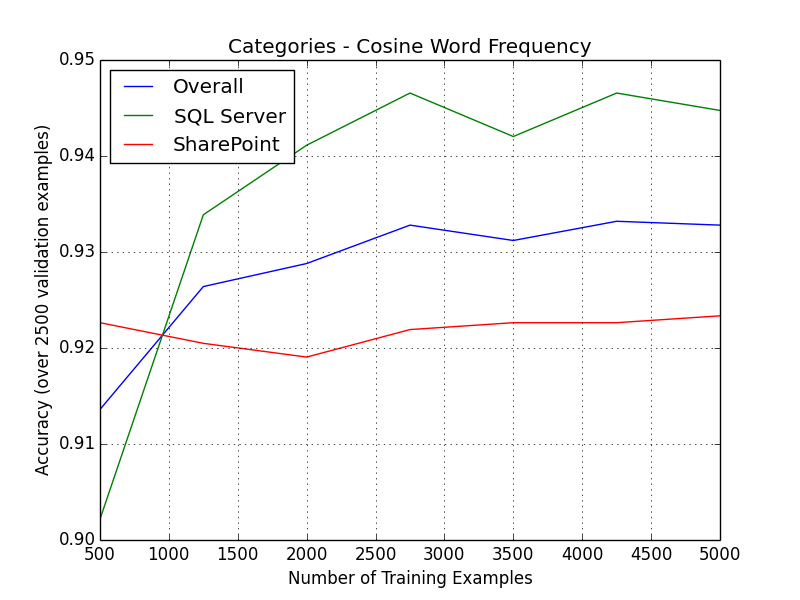 Categories - Cosine Word Frequency
Overall
SQL Server
SharePoint
Accuracy (over 2500 validation examples)
0.95
0.94
0.93
0.92
0.91
0.90
500 1000 1500 2000 2500 3000 3500 4000 4500 5000
Number of Training Examples